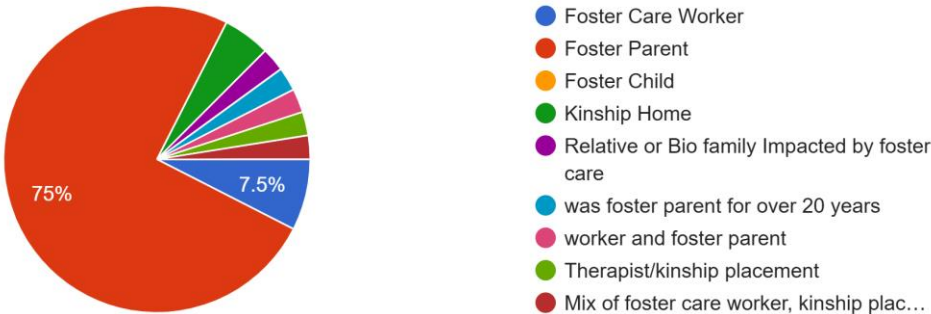 75%
7.5%
Foster Care Worker
Foster Parent
Foster Child
Kinship Home
Relative or Bio family Impacted by foster
care
was foster parent for over 20 years
worker and foster parent
Therapist/kinship placement
Mix of foster care worker, kinship plac…